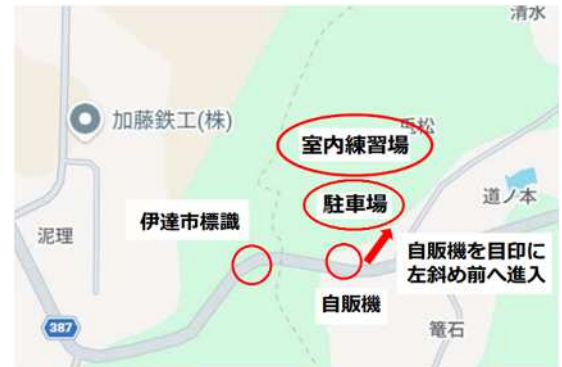 清水
加藤鉄工(株)
室内練習場
駐車場
道ノ本
伊達市標識
泥理
自販機を目印に
左斜め前へ進入
自販機
387
篭石